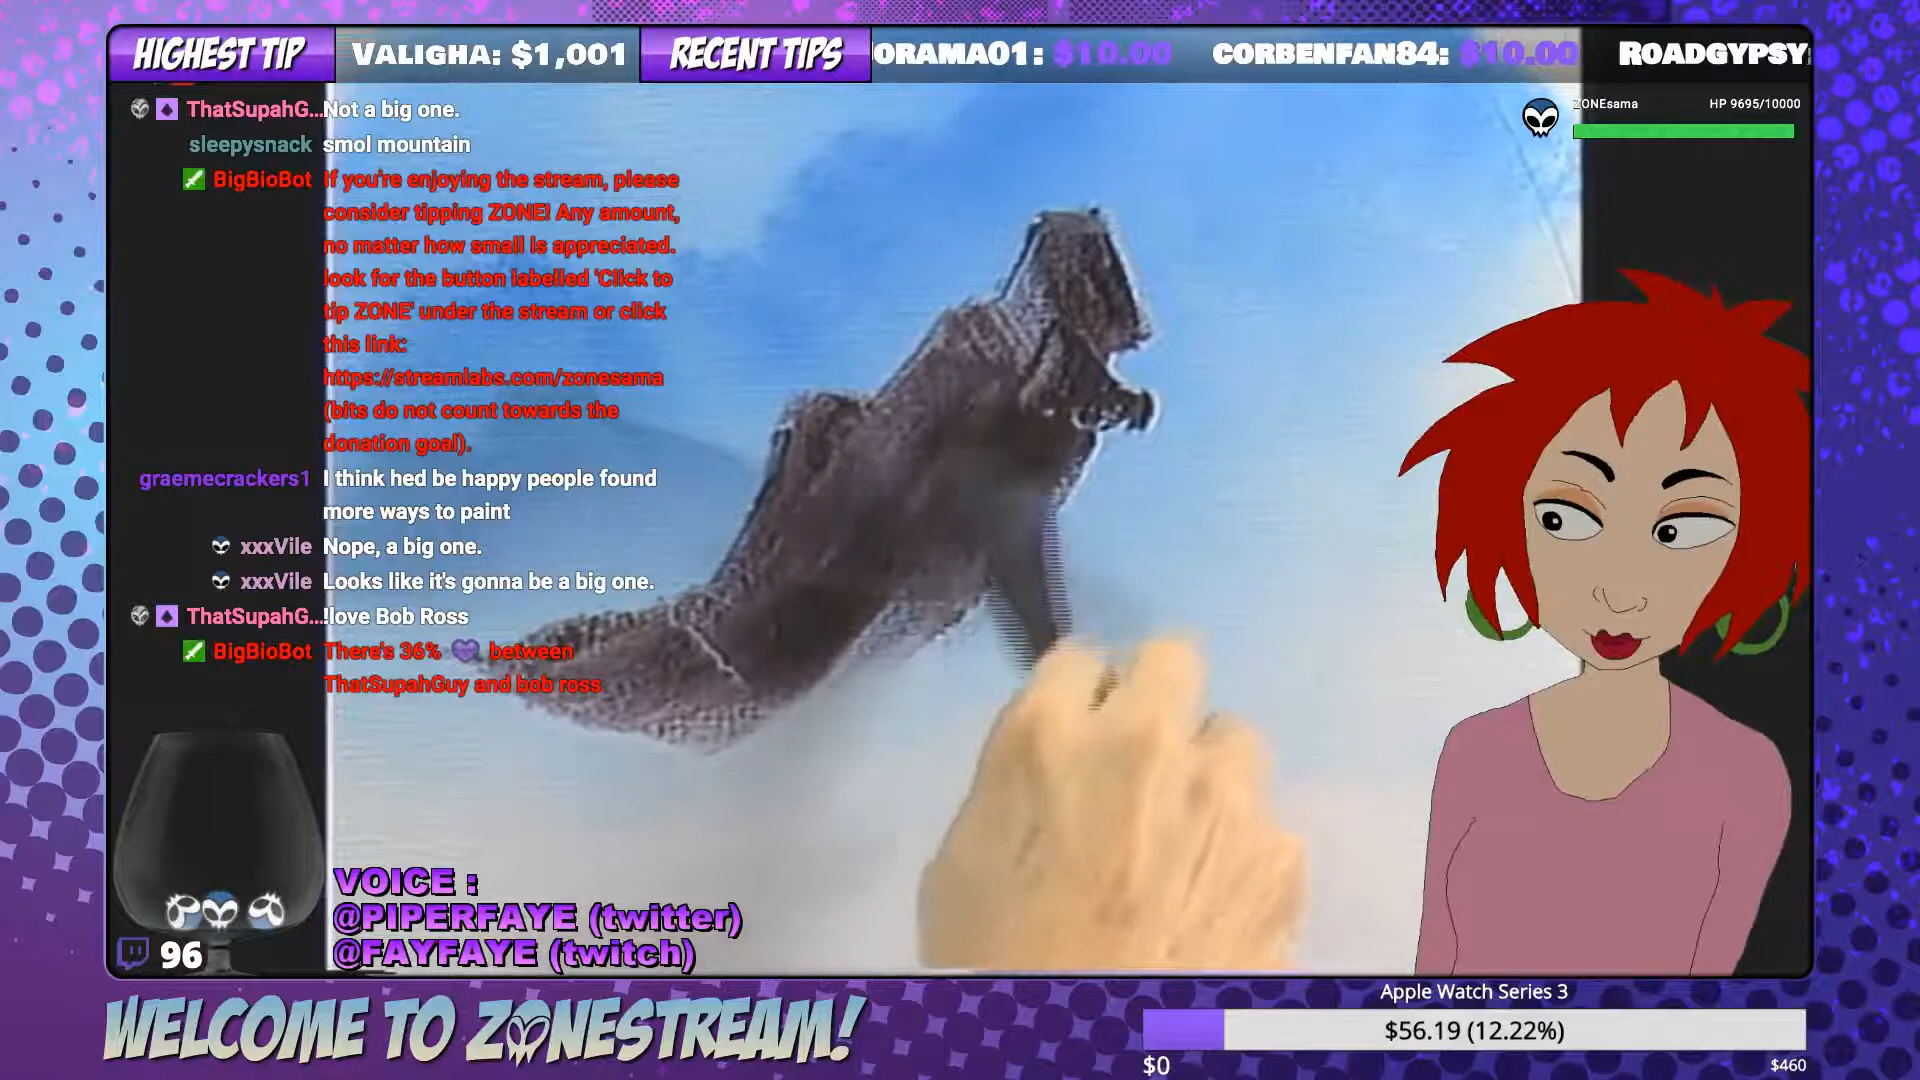 HIGHEST TIP
VALIGHA: $1,001
RECENT TIPS
ORAMA01: $10.00
CORBENFAN84: $10.00
ROADGYPSY
ZONEsama
HP 9695/10000
ThatSupahG... Not a big one.
sleepysnack smol mountain
BigBioBot If you're enjoying the stream, please
consider tipping ZONE! Any amount,
no matter how small is appreciated.
look for the button labelled 'Click to
tip ZONE' under the stream or click
this link:
https://streamlabs.com/zonesama
(bits do not count towards the
donation goal).
graemecrackers1 I think hed be happy people found
more ways to paint
xxxVile Nope, a big one.
xxxVile Looks like it's gonna be a big one.
ThatSupahG... !love Bob Ross
BigBioBot There's 36% 💜 between
ThatSupahGuy and bob ross
VOICE :
@PIPERFAYE (twitter)
@FAYFAYE (twitch)
96
WELCOME TO ZONESTREAM!
Apple Watch Series 3
$56.19 (12.22%)
$0
$460